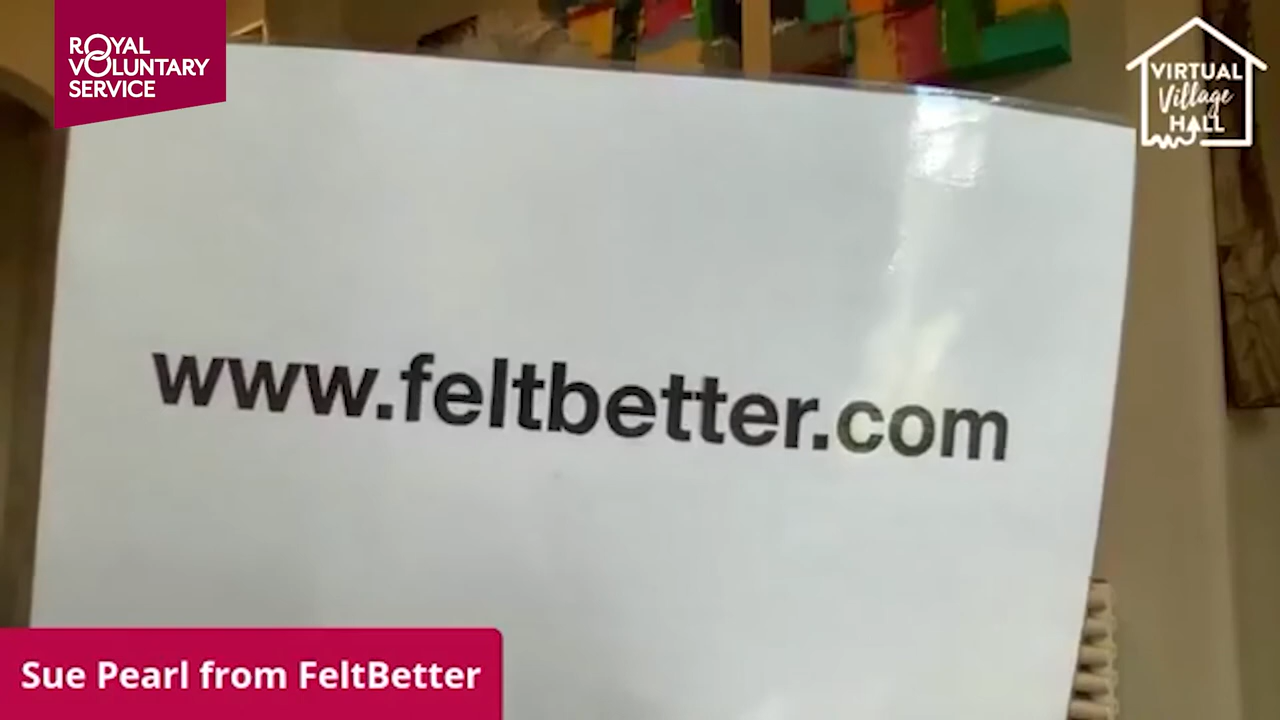 ROYAL
VOLUNTARY
SERVICE
VIRTUAL
Village
HALL
www.feltbetter.com
Sue Pearl from FeltBetter